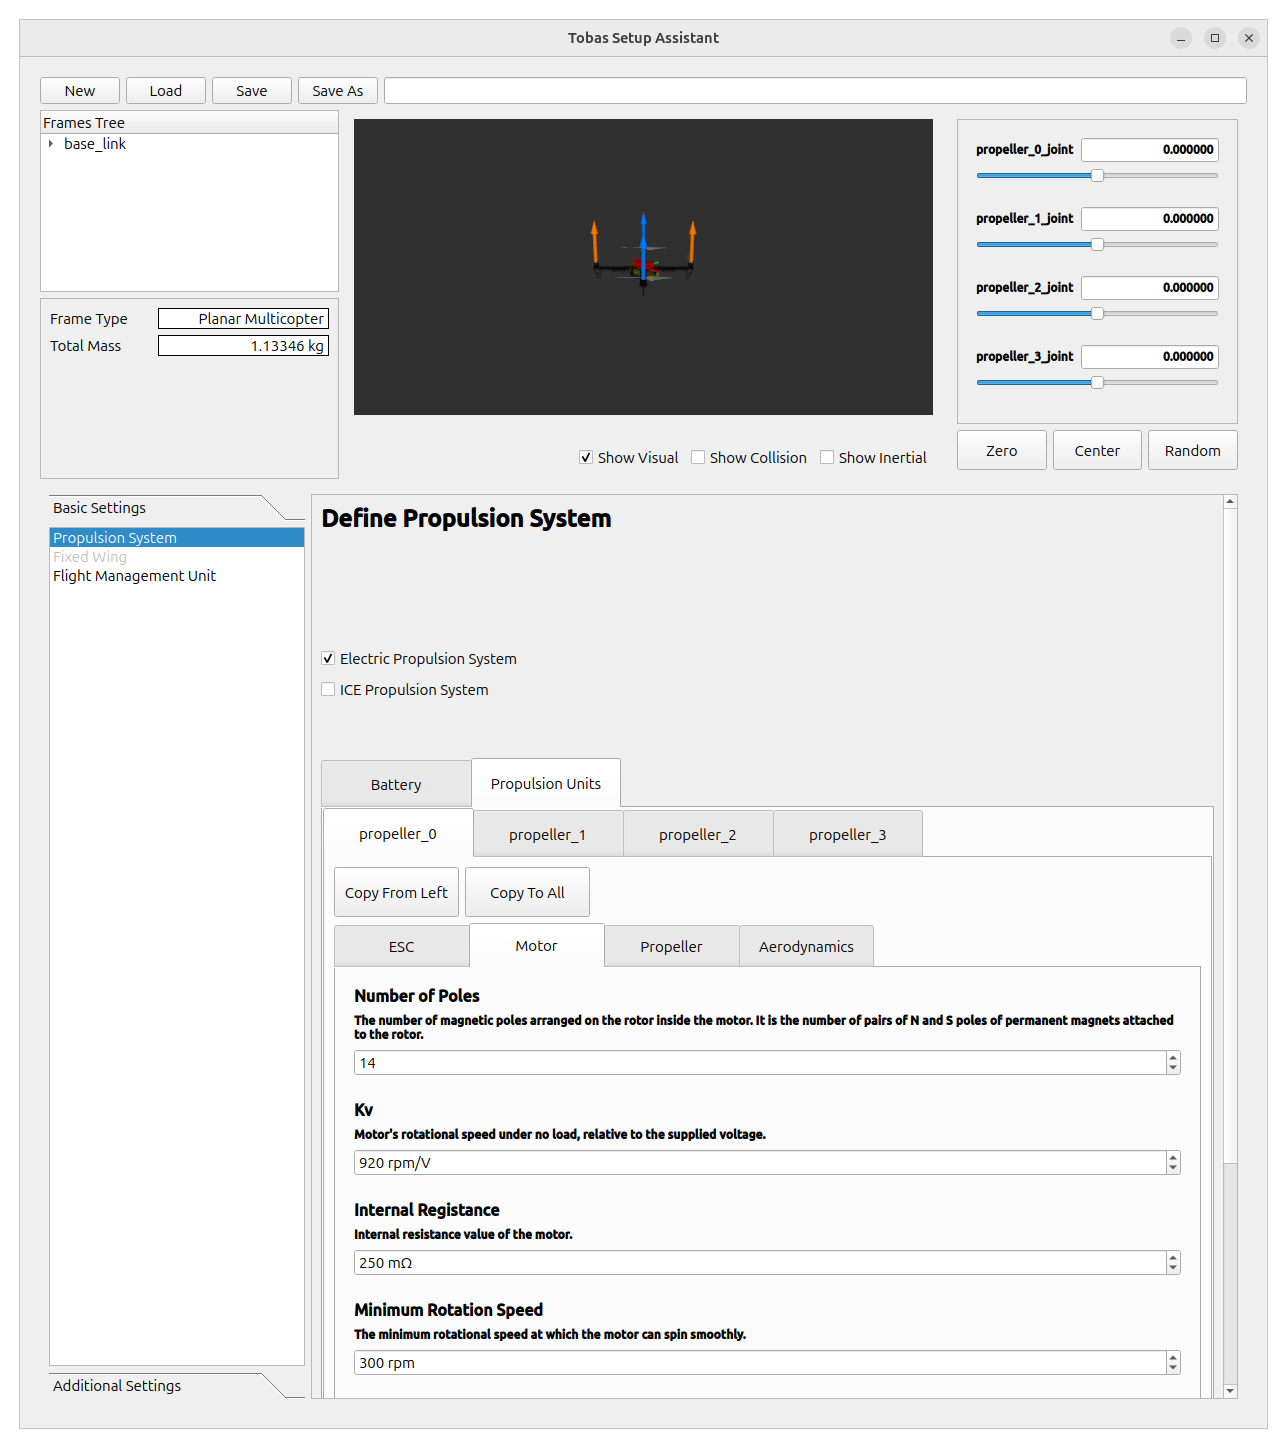 Tobas Setup Assistant
New
Load
Save
Save As
Frames Tree
base_link
Frame Type
Planar Multicopter
Total Mass
1.13346 kg
Show Visual
Show Collision
Show Inertial
propeller_0_joint
0.000000
propeller_1_joint
0.000000
propeller_2_joint
0.000000
propeller_3_joint
0.000000
Zero
Center
Random
Basic Settings
Propulsion System
Fixed Wing
Flight Management Unit
Additional Settings
Define Propulsion System
Electric Propulsion System
ICE Propulsion System
Battery
Propulsion Units
propeller_0
propeller_1
propeller_2
propeller_3
Copy From Left
Copy To All
ESC
Motor
Propeller
Aerodynamics
Number of Poles
The number of magnetic poles arranged on the rotor inside the motor. It is the number of pairs of N and S poles of permanent magnets attached
to the rotor.
14
Kv
Motor's rotational speed under no load, relative to the supplied voltage.
920 rpm/V
Internal Registance
Internal resistance value of the motor.
250 mΩ
Minimum Rotation Speed
The minimum rotational speed at which the motor can spin smoothly.
300 rpm